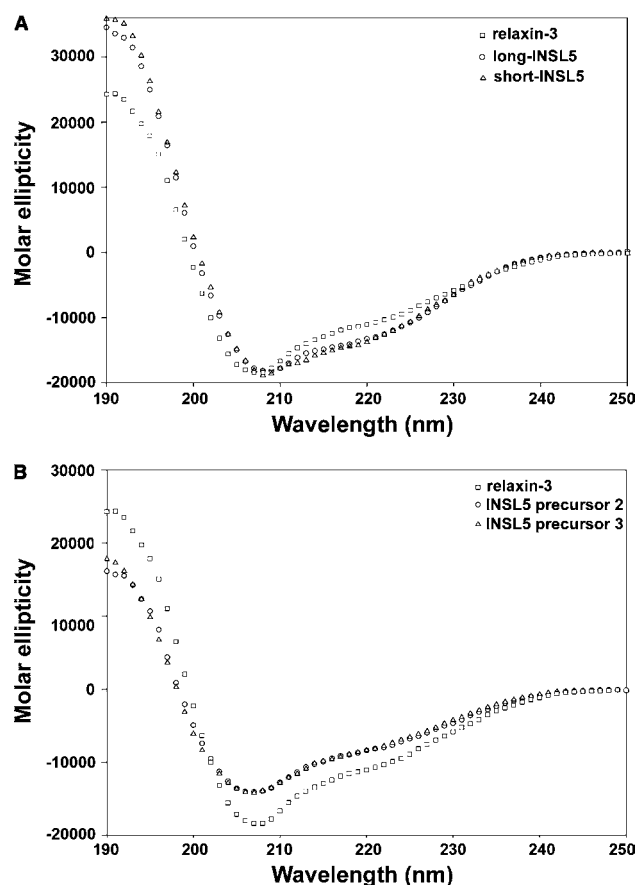 A
relaxin-3
long-INSL5
short-INSL5
30000
20000
10000
0
-10000
-20000
Molar ellipticity
190 200 210 220 230 240 250
Wavelength (nm)
B
relaxin-3
INSL5 precursor 2
INSL5 precursor 3
30000
20000
10000
0
-10000
-20000
Molar ellipticity
190 200 210 220 230 240 250
Wavelength (nm)